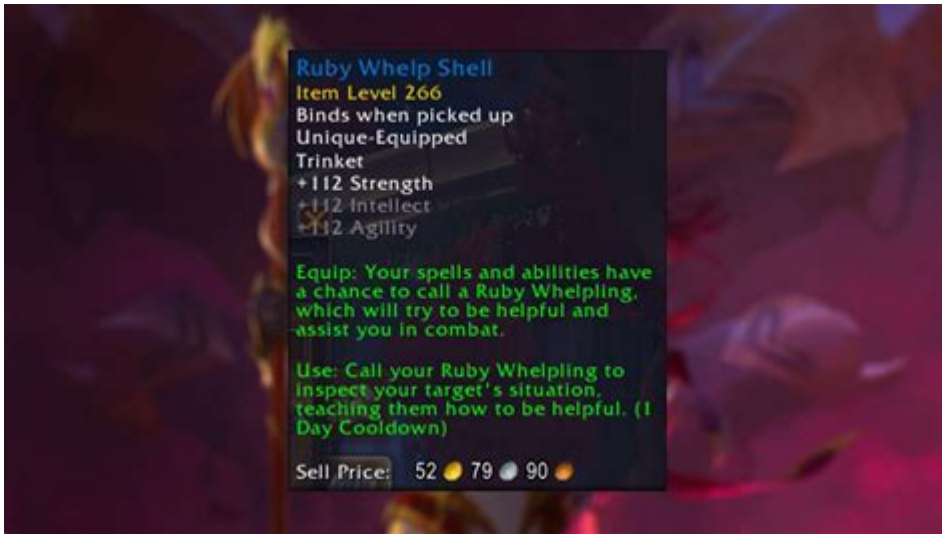 Ruby Whelp Shell
Item Level 266
Binds when picked up
Unique-Equipped
Trinket
+112 Strength
+112 Intellect
+112 Agility
Equip: Your spells and abilities have
a chance to call a Ruby Whelpling,
which will try to be helpful and
assist you in combat.
Use: Call your Ruby Whelpling to
inspect your target's situation,
teaching them how to be helpful. (1
Day Cooldown)
Sell Price: 52 79 90